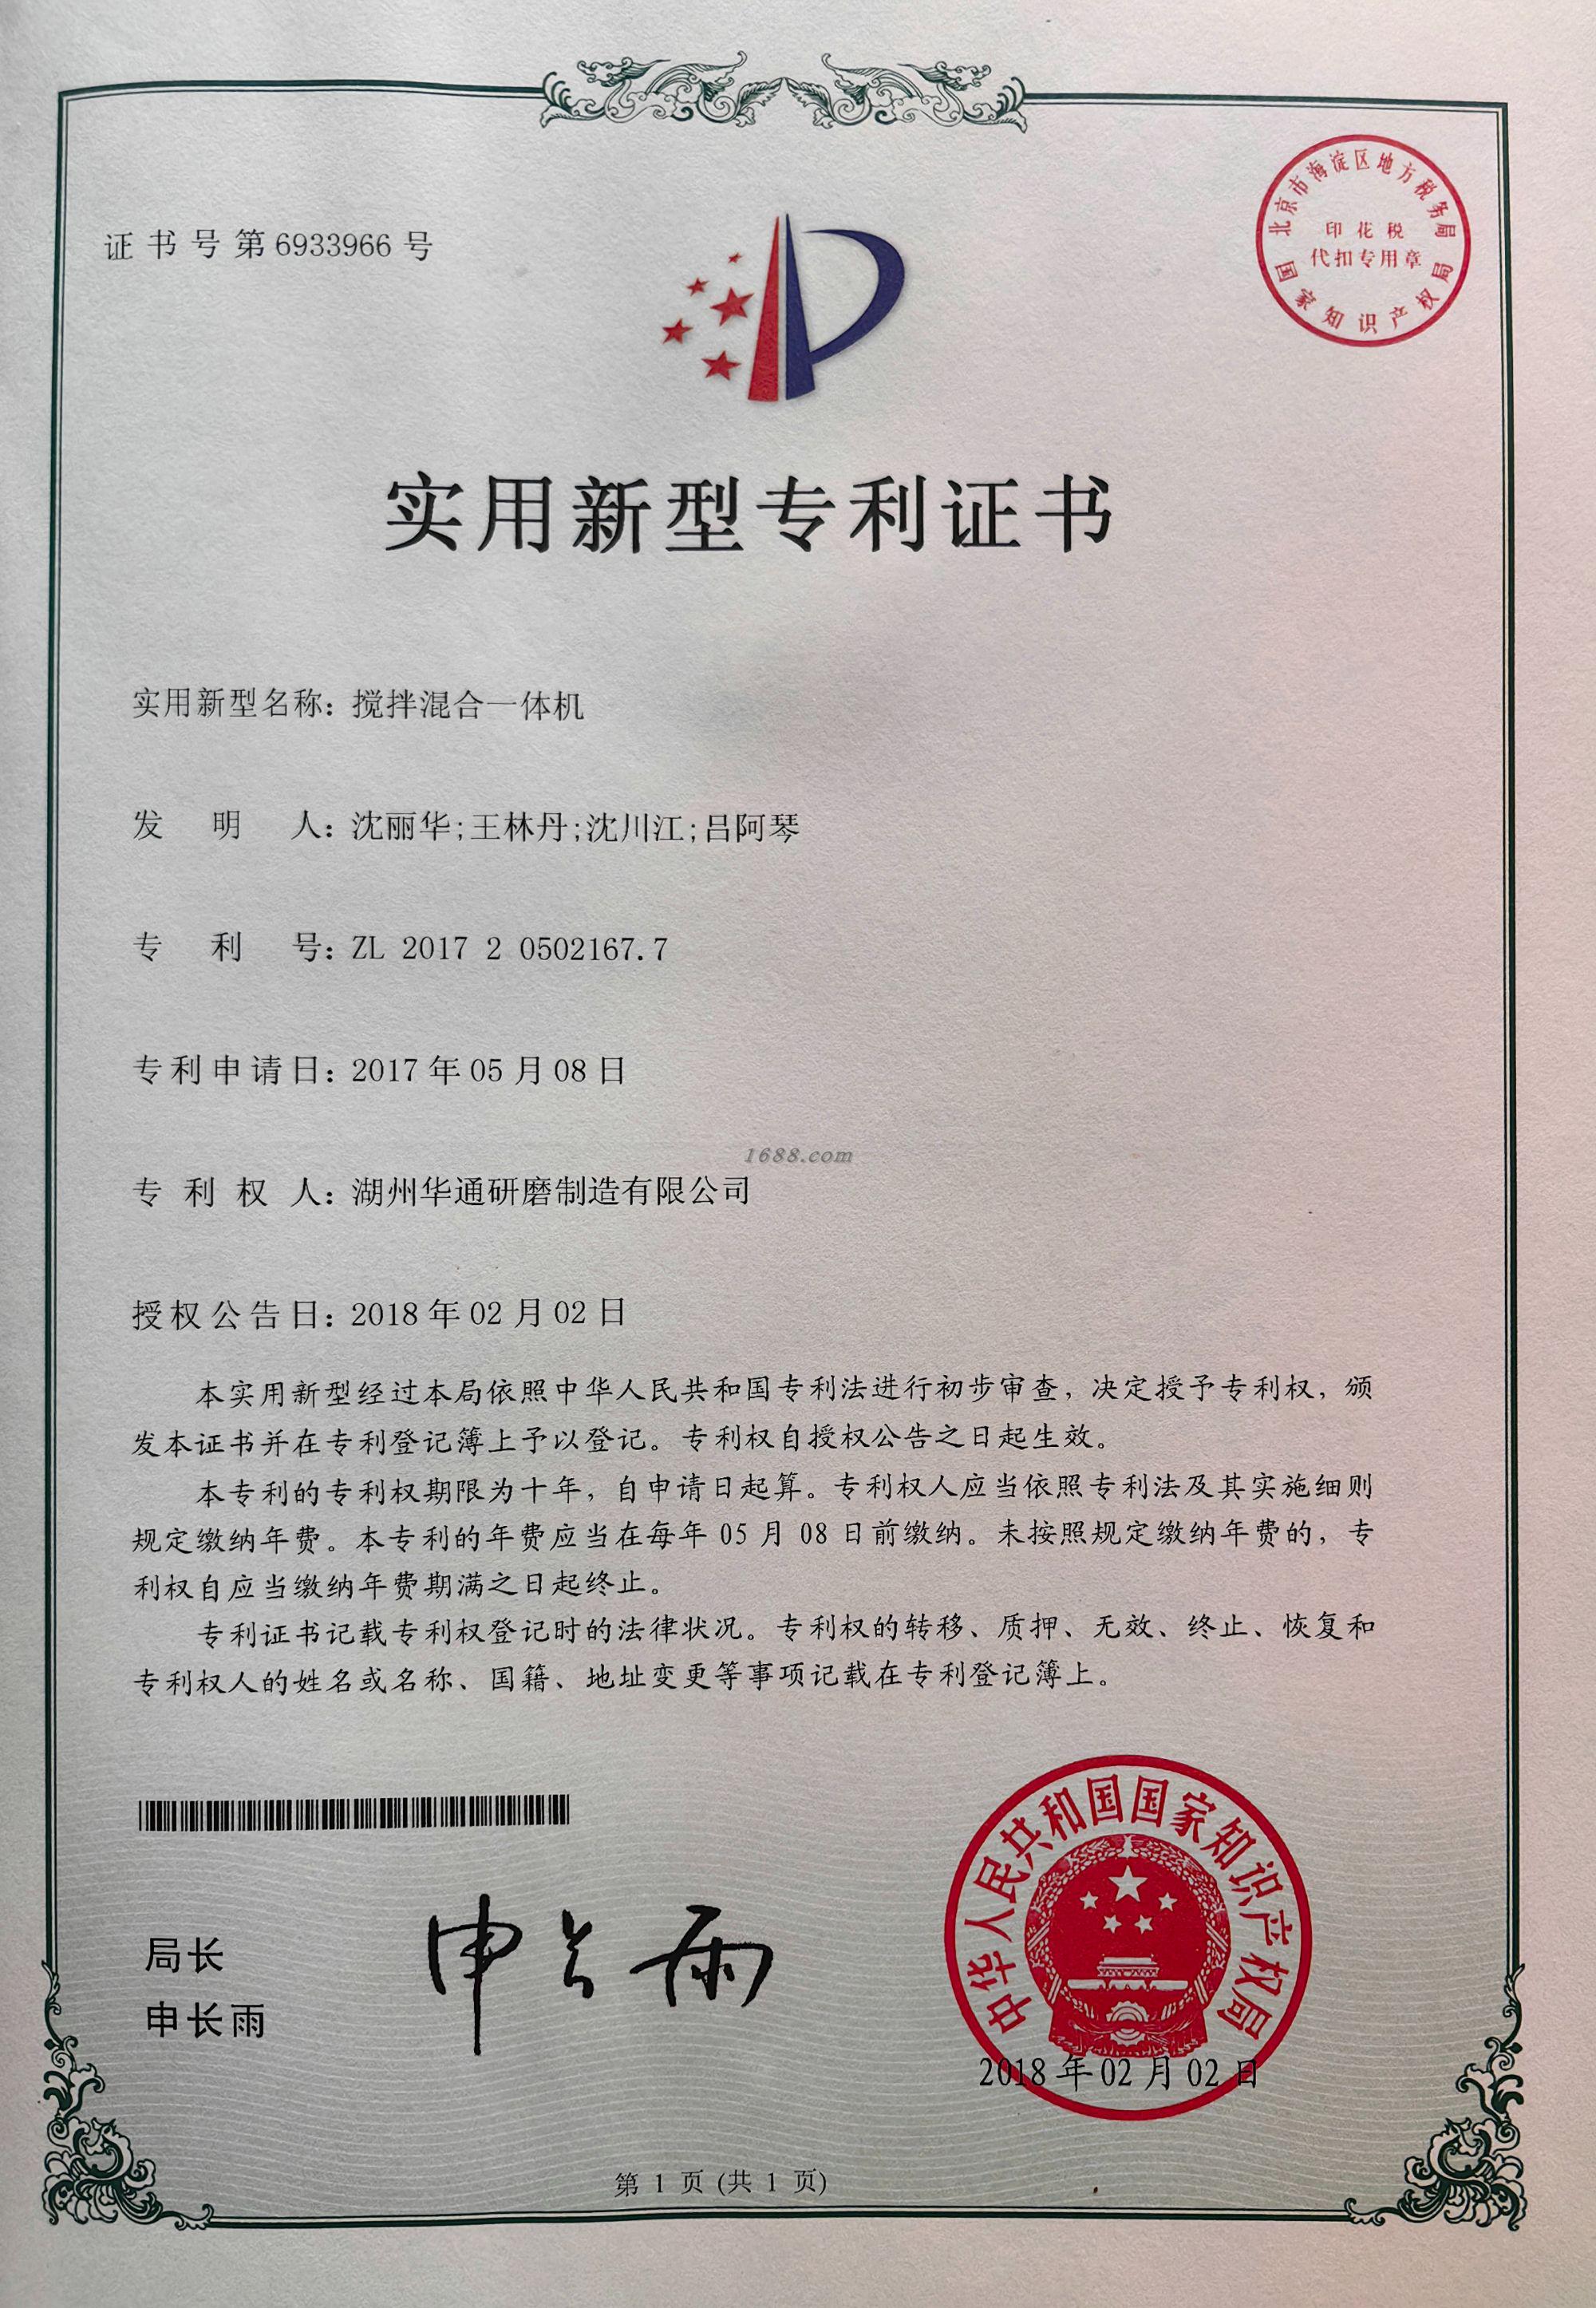 证书号第6933966号
北京市海淀区地方税务局
印花税
代扣专用章
国家知识产权局
实用新型专利证书
实用新型名称：搅拌混合一体机
发明人：沈丽华;王林丹;沈川江;吕阿琴
专利号：ZL 2017 2 0502167.7
专利申请日：2017年05月08日
1688.com
专利权人：湖州华通研磨制造有限公司
授权公告日：2018年02月02日
本实用新型经过本局依照中华人民共和国专利法进行初步审查，决定授予专利权，颁
发本证书并在专利登记簿上予以登记。专利权自授权公告之日起生效。
本专利的专利权期限为十年，自申请日起算。专利权人应当依照专利法及其实施细则
规定缴纳年费。本专利的年费应当在每年05月08日前缴纳。未按照规定缴纳年费的，专
利权自应当缴纳年费期满之日起终止。
专利证书记载专利权登记时的法律状况。专利权的转移、质押、无效、终止、恢复和
专利权人的姓名或名称、国籍、地址变更等事项记载在专利登记簿上。
局长
申长雨
申长雨
中华人民共和国国家知识产权局
2018年02月02日
第 1 页 (共 1 页)